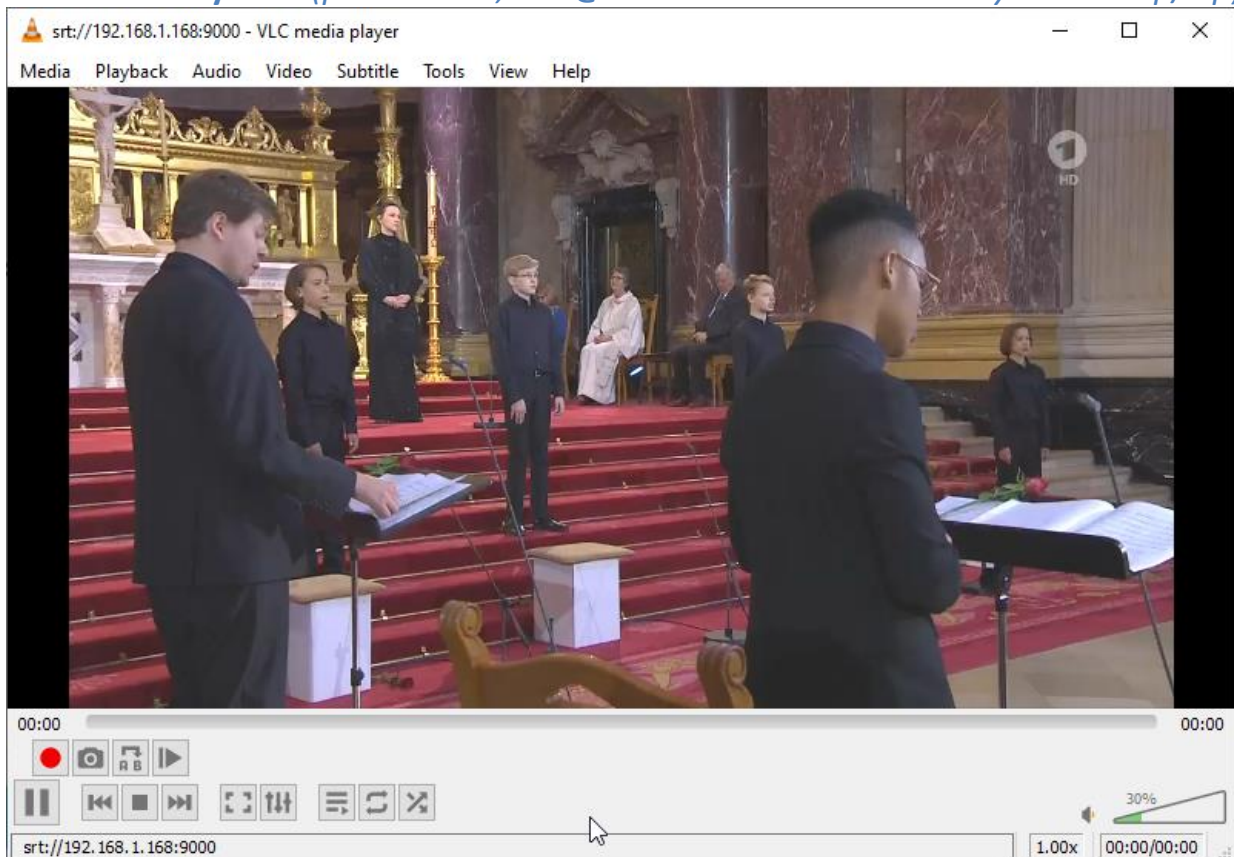 srt://192.168.1.168:9000 - VLC media player
Media Playback Audio Video Subtitle Tools View Help
1
HD
00:00 00:00
A B
30%
srt://192.168.1.168:9000 1.00x 00:00/00:00